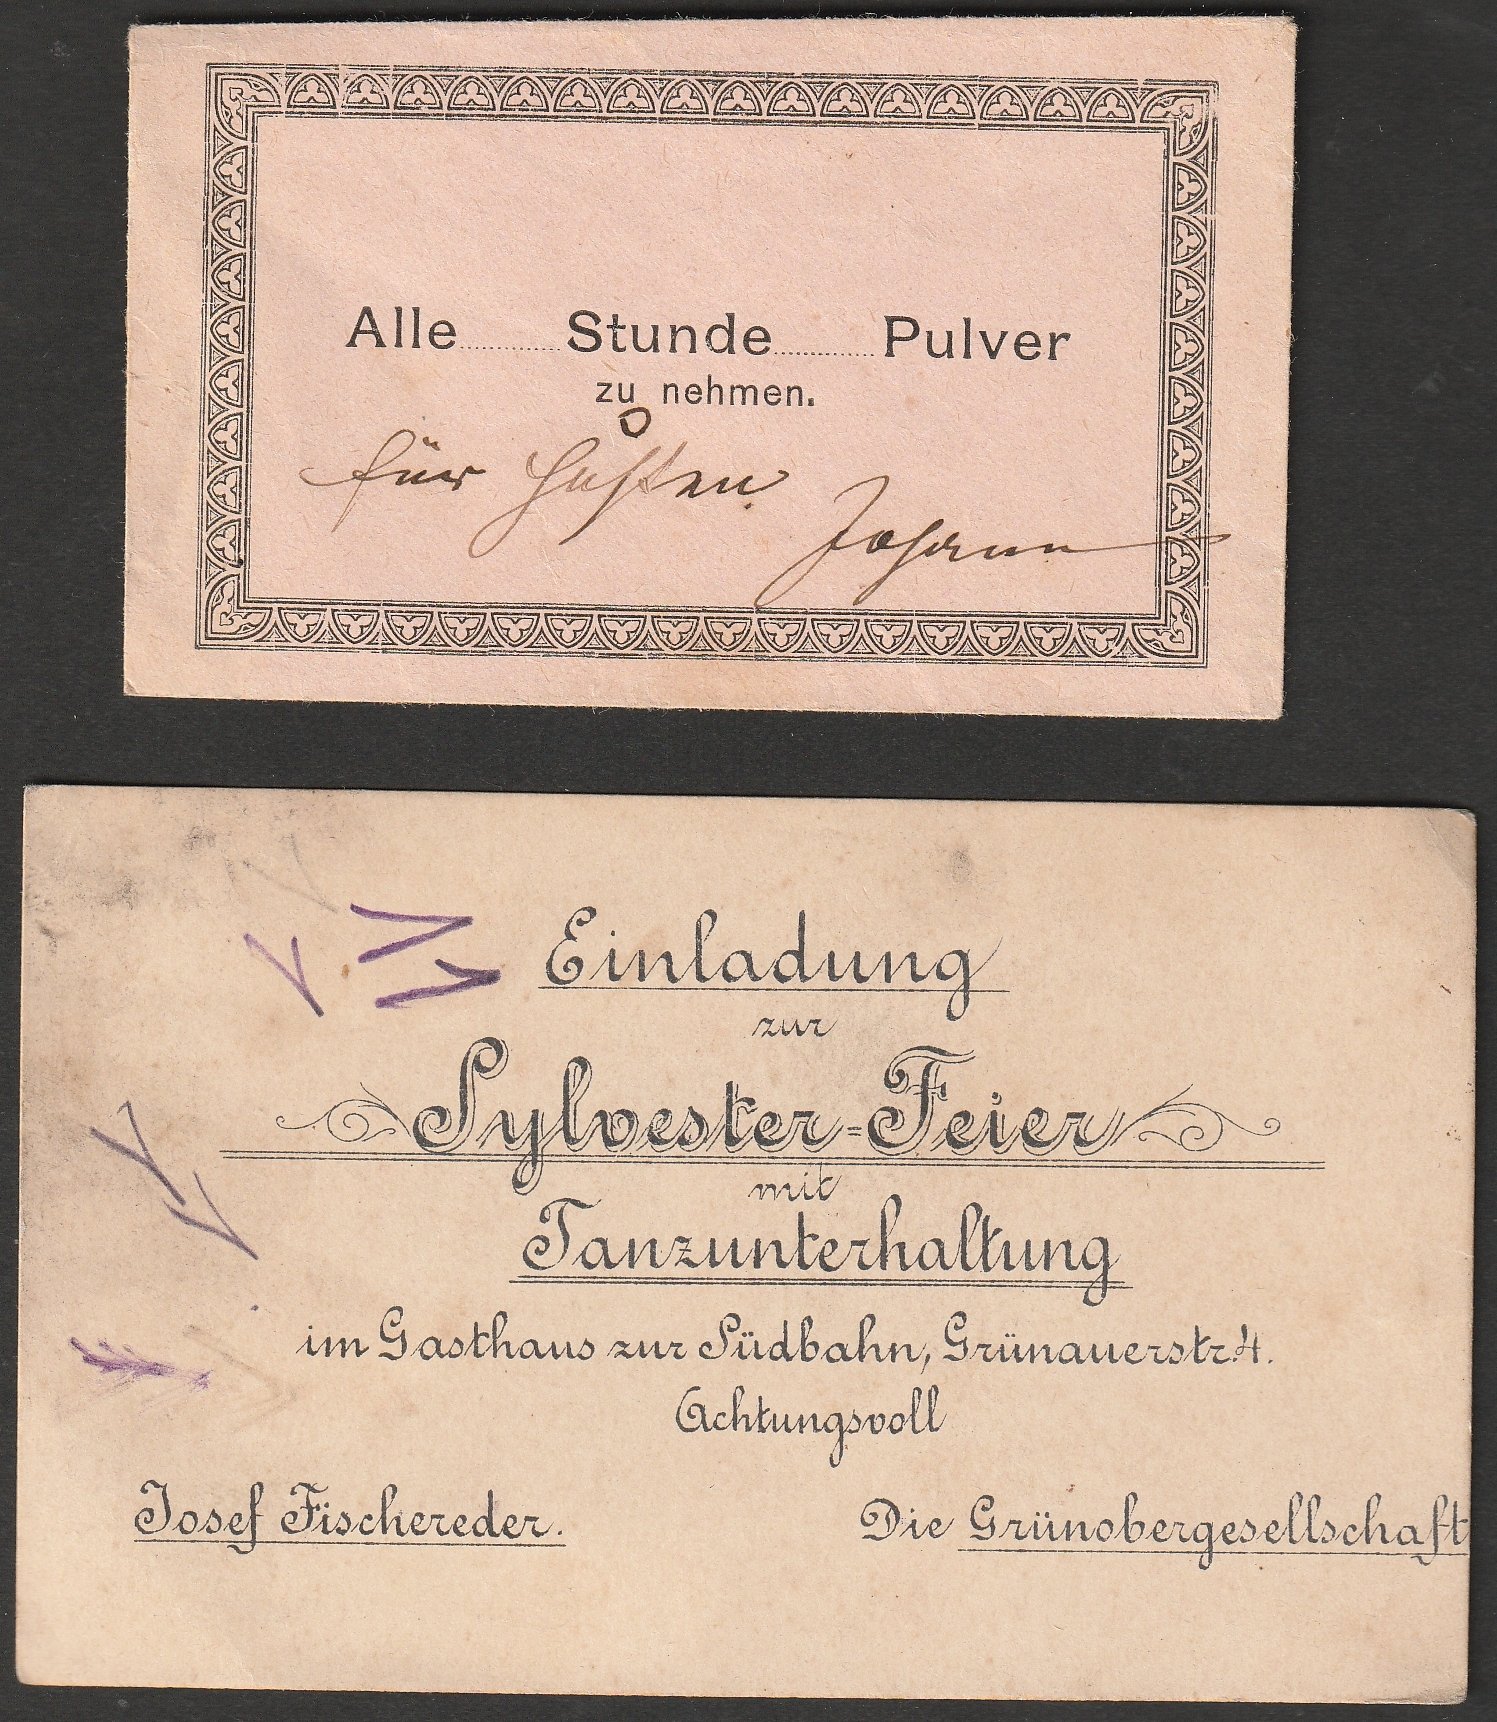 Alle.........Stunde.........Pulver
zu nehmen.
für Husten
Johann
Einladung
zur
Sylvester=Feier
mit
Tanzunterhaltung
im Gasthaus zur Südbahn, Grünauerstr. 4.
Achtungsvoll
Josef Fischereder.
Die Grünobergesellschaft